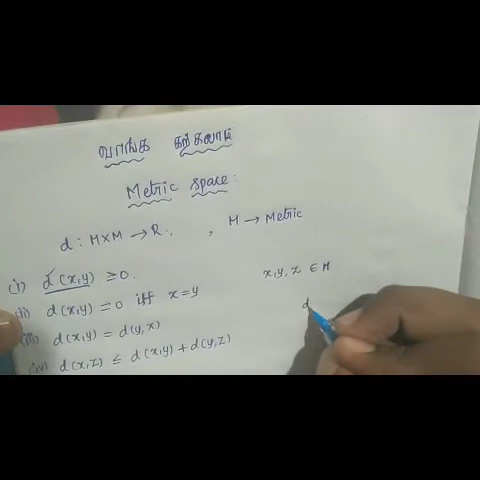 வாங்க கற்கலாம்
Metric space:
d : M×M → R., , M → Metric
(i) d(x,y) ≥ 0.
(ii) d(x,y) = 0 iff x = y
(iii) d(x,y) = d(y,x)
(iv) d(x,z) ≤ d(x,y) + d(y,z)
x,y,z ∈ M
d